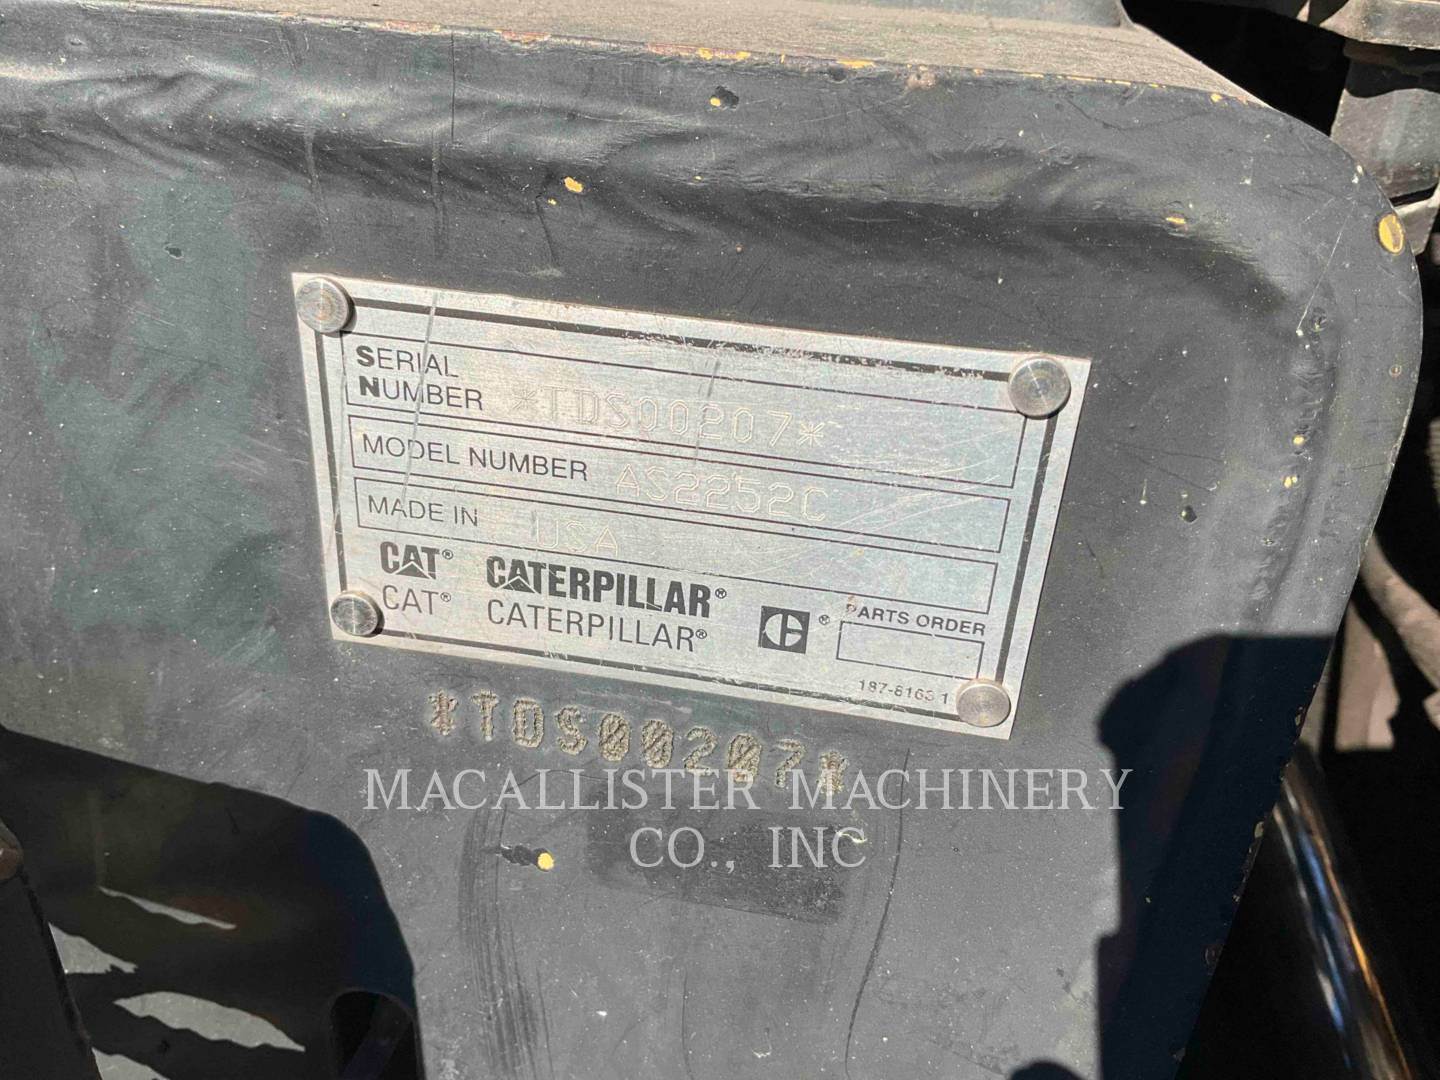 SERIAL
NUMBER *TDS00207*
MODEL NUMBER AS2252C
MADE IN USA
CAT® CATERPILLAR®
CAT® CATERPILLAR® ®
PARTS ORDER
187-8163 1
*TDS00207*
MACALLISTER MACHINERY
CO., INC